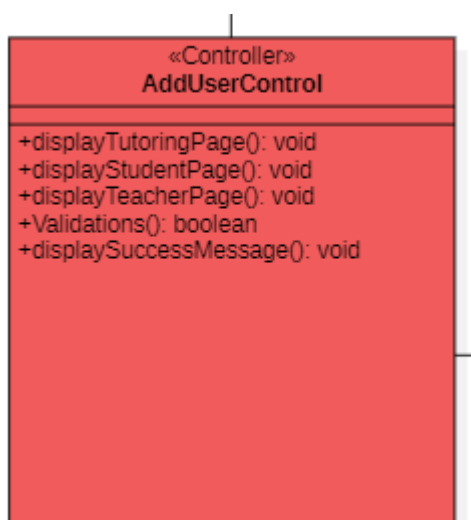 «Controller»
AddUserControl
+displayTutoringPage(): void
+displayStudentPage(): void
+displayTeacherPage(): void
+Validations(): boolean
+displaySuccessMessage(): void